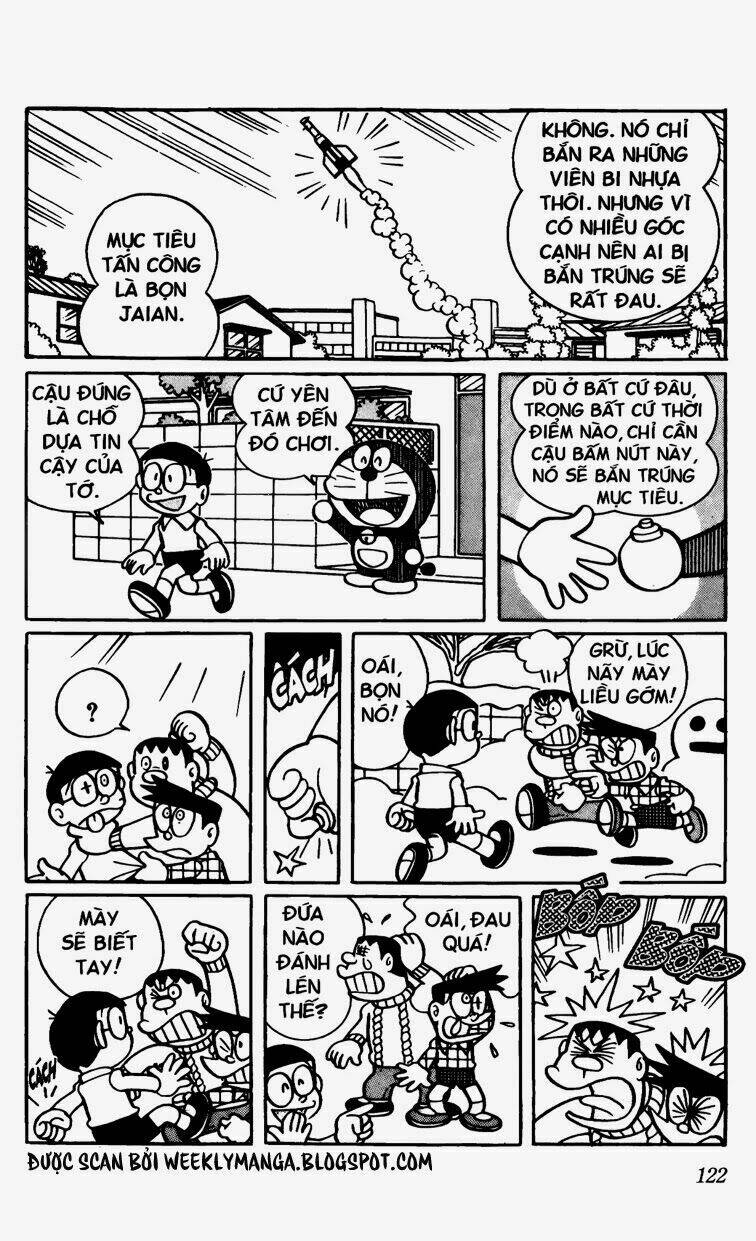 KHÔNG. NÓ CHỈ
BẮN RA NHỮNG
VIÊN BI NHỰA
THÔI. NHƯNG VÌ
CÓ NHIỀU GÓC
CẠNH NÊN AI BỊ
BẮN TRÚNG SẼ
RẤT ĐAU.
MỤC TIÊU
TẤN CÔNG
LÀ BỌN
JAIAN.
DÙ Ở BẤT CỨ ĐÂU,
TRONG BẤT CỨ THỜI
ĐIỂM NÀO, CHỈ CẦN
CẬU BẤM NÚT NÀY,
NÓ SẼ BẮN TRÚNG
MỤC TIÊU.
CỨ YÊN
TÂM ĐẾN
ĐÓ CHƠI.
CẬU ĐÚNG
LÀ CHỖ
DỰA TIN
CẬY CỦA
TỚ.
GRỪ, LÚC
NÃY MÀY
LIỀU GỚM!
OÁI,
BỌN
NÓ!
CÁCH
?
BỐP
BỐP
OÁI, ĐAU
QUÁ!
ĐỨA
NÀO
ĐÁNH
LÉN
THẾ?
MÀY
SẼ BIẾT
TAY!
CÁCH
!
ĐƯỢC SCAN BỞI WEEKLYMANGA.BLOGSPOT.COM
122